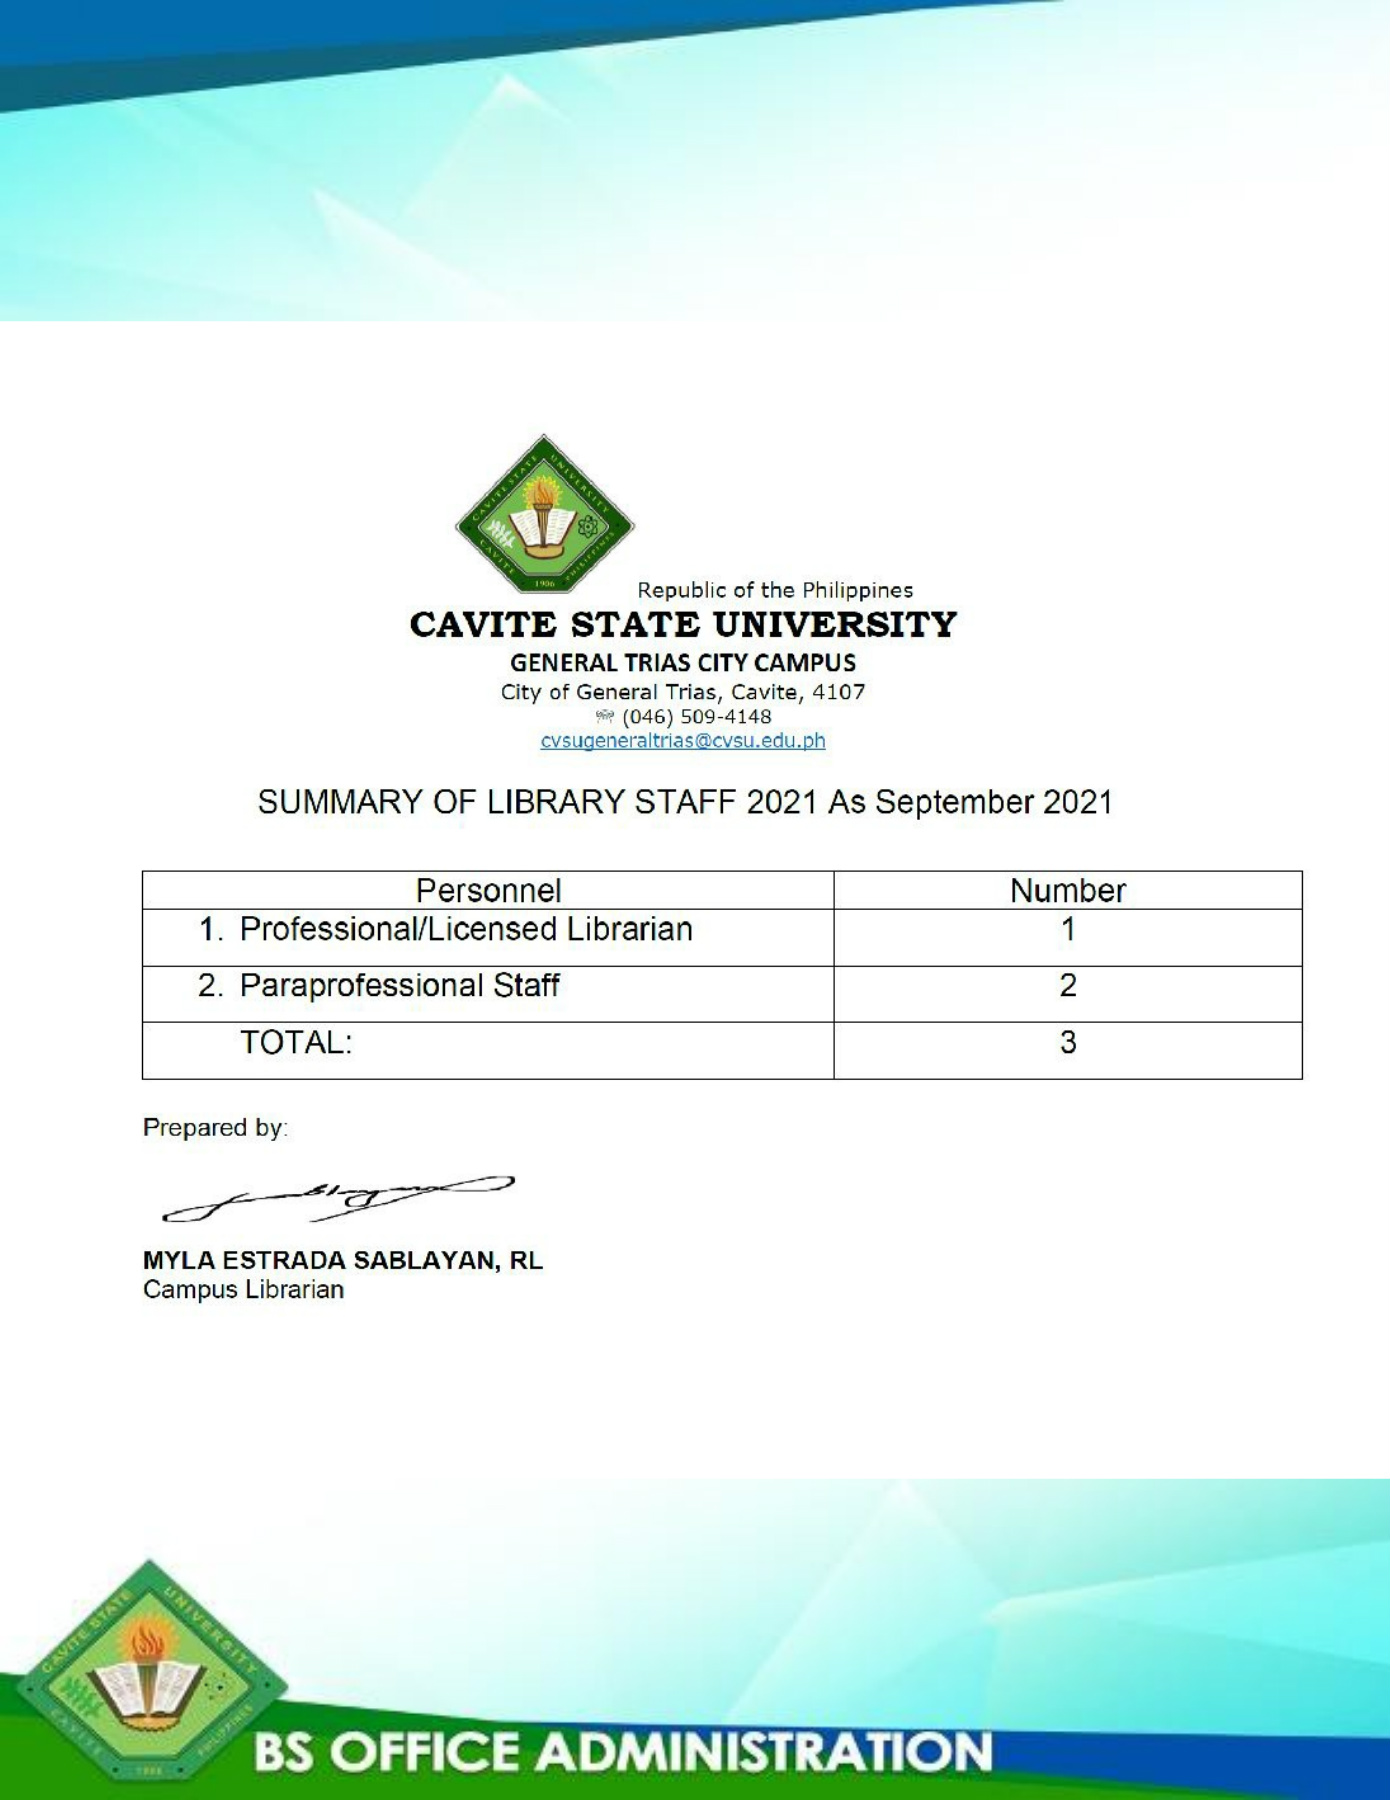 CAVITE STATE UNIVERSITY
CAVITE PHILIPPINES
1906
Republic of the Philippines
CAVITE STATE UNIVERSITY
GENERAL TRIAS CITY CAMPUS
City of General Trias, Cavite, 4107
(046) 509-4148
cvsugeneraltrias@cvsu.edu.ph
SUMMARY OF LIBRARY STAFF 2021 As September 2021
Personnel Number
1. Professional/Licensed Librarian 1
2. Paraprofessional Staff 2
TOTAL: 3
Prepared by:
MYLA ESTRADA SABLAYAN, RL
Campus Librarian
CAVITE STATE UNIVERSITY
CAVITE PHILIPPINES
1906
BS OFFICE ADMINISTRATION